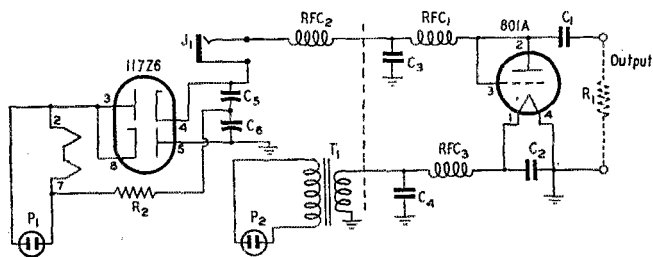 J1
RFC2
RFC1
801A
C1
11726
C3
2
Output
3
3
R1
2
4
C5
C6
1
4
8
5
T1
RFC3
C2
7
R2
C4
P1
P2